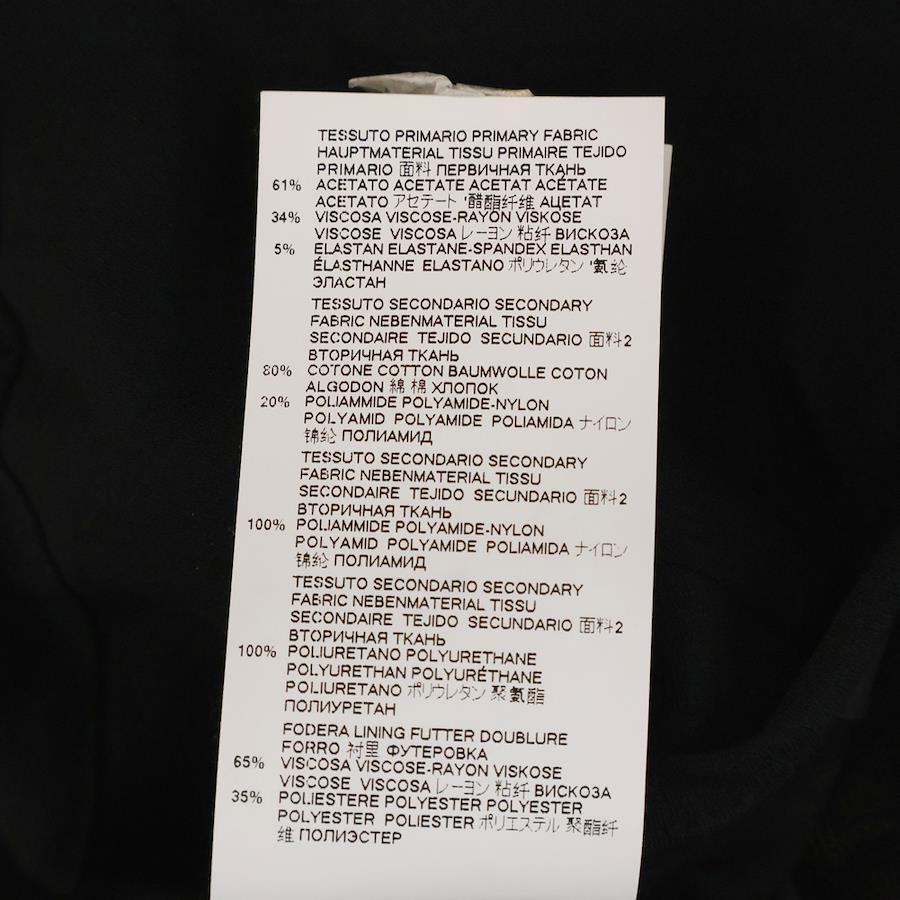 TESSUTO PRIMARIO PRIMARY FABRIC
HAUPTMATERIAL TISSU PRIMAIRE TEJIDO
PRIMARIO 面料 ПЕРВИЧНАЯ ТКАНЬ
61% ACETATO ACETATE ACETAT ACÉTATE
ACETATO アセテート '醋酯纤维 АЦЕТАТ
34% VISCOSA VISCOSE-RAYON VISKOSE
VISCOSE VISCOSA レーヨン 粘纤 ВИСКОЗА
5% ELASTAN ELASTANE-SPANDEX ELASTHAN
ÉLASTHANNE ELASTANO ポリウレタン '氨纶
ЭЛАСТАН
TESSUTO SECONDARIO SECONDARY
FABRIC NEBENMATERIAL TISSU
SECONDAIRE TEJIDO SECUNDARIO 面料2
ВТОРИЧНАЯ ТКАНЬ
80% COTONE COTTON BAUMWOLLE COTON
ALGODON 綿 棉 ХЛОПОК
20% POLIAMMIDE POLYAMIDE-NYLON
POLYAMID POLYAMIDE POLIAMIDA ナイロン
锦纶 ПОЛИАМИД
TESSUTO SECONDARIO SECONDARY
FABRIC NEBENMATERIAL TISSU
SECONDAIRE TEJIDO SECUNDARIO 面料2
ВТОРИЧНАЯ ТКАНЬ
100% POLIAMMIDE POLYAMIDE-NYLON
POLYAMID POLYAMIDE POLIAMIDA ナイロン
锦纶 ПОЛИАМИД
TESSUTO SECONDARIO SECONDARY
FABRIC NEBENMATERIAL TISSU
SECONDAIRE TEJIDO SECUNDARIO 面料2
ВТОРИЧНАЯ ТКАНЬ
100% POLIURETANO POLYURETHANE
POLYURETHAN POLYURÉTHANE
POLIURETANO ポリウレタン 聚氨酯
ПОЛИУРЕТАН
FODERA LINING FUTTER DOUBLURE
FORRO 衬里 ФУТЕРОВКА
65% VISCOSA VISCOSE-RAYON VISKOSE
VISCOSE VISCOSA レーヨン 粘纤 ВИСКОЗА
35% POLIESTERE POLYESTER POLYESTER
POLYESTER POLIESTER ポリエステル 聚酯纤
维 ПОЛИЭСТЕР